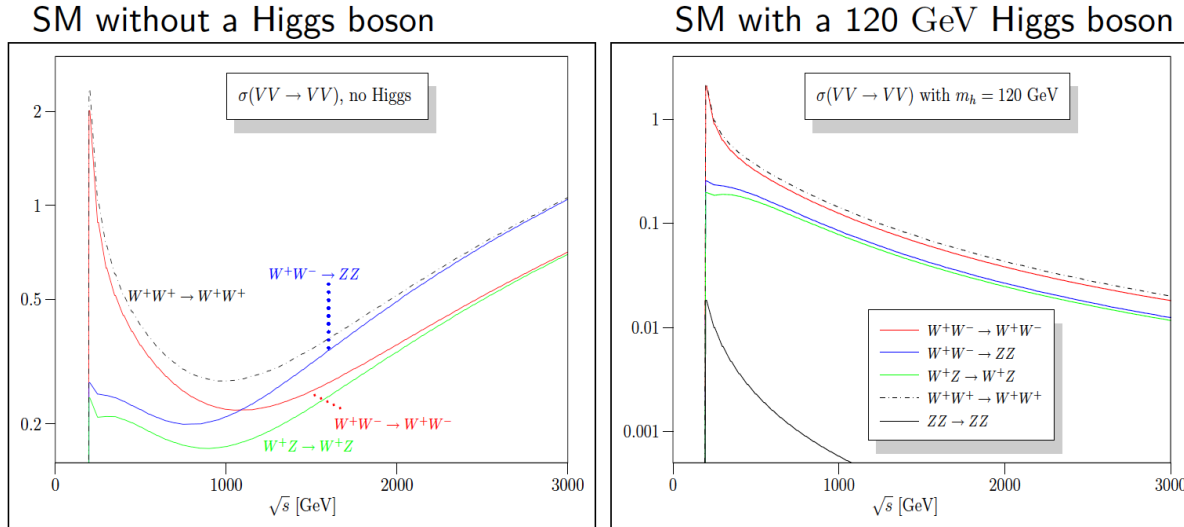 SM without a Higgs boson
σ(VV → VV), no Higgs
2
1
0.5
0.2
W⁺W⁻ → ZZ
W⁺W⁺ → W⁺W⁺
W⁺W⁻ → W⁺W⁻
W⁺Z → W⁺Z
0 1000 2000 3000
√s [GeV]
SM with a 120 GeV Higgs boson
σ(VV → VV) with mₕ = 120 GeV
1
0.1
0.01
0.001
W⁺W⁻ → W⁺W⁻
W⁺W⁻ → ZZ
W⁺Z → W⁺Z
W⁺W⁺ → W⁺W⁺
ZZ → ZZ
0 1000 2000 3000
√s [GeV]